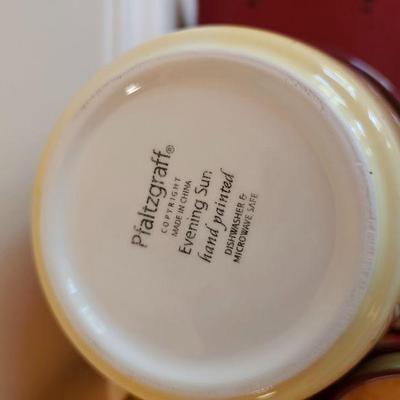 Pfaltzgraff®
COPYRIGHT
MADE IN CHINA
Evening Sun
hand painted
DISHWASHER &
MICROWAVE SAFE